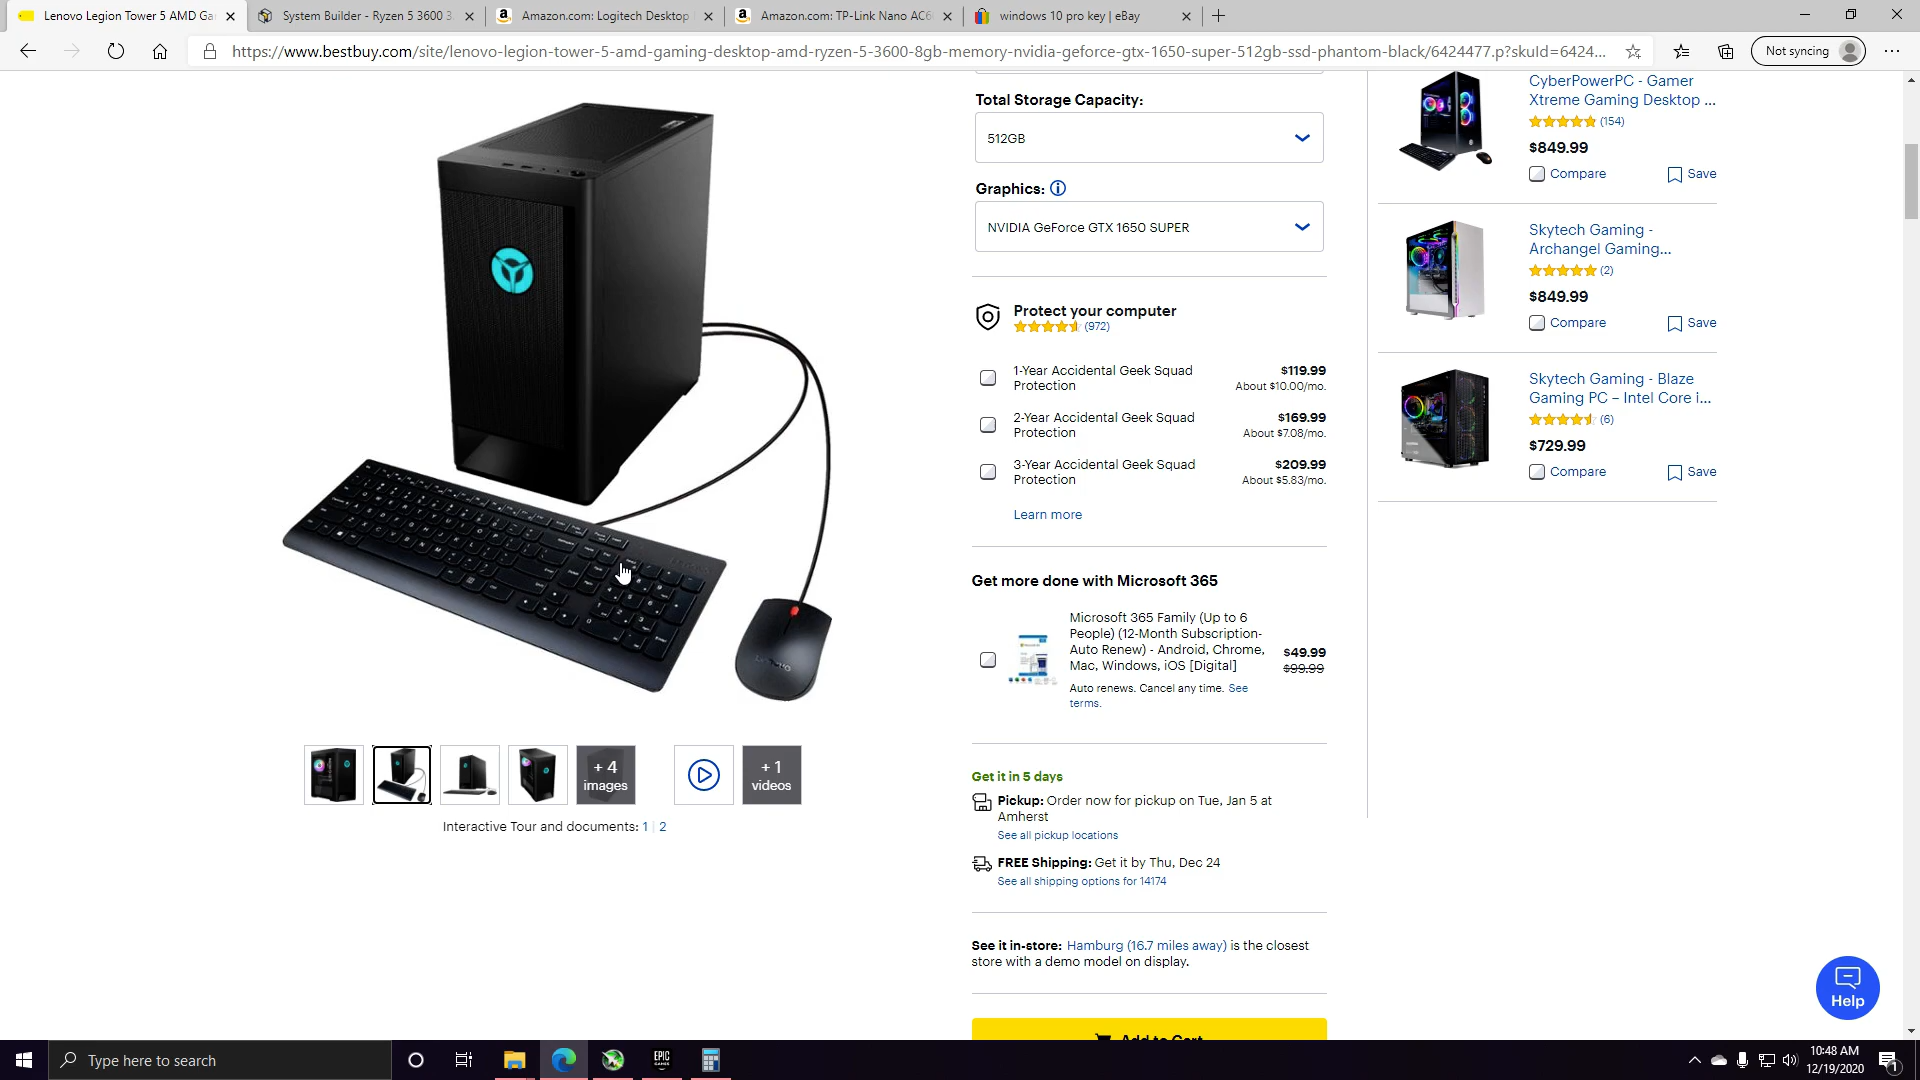 Lenovo Legion Tower 5 AMD Ga
System Builder - Ryzen 5 3600 3
Amazon.com: Logitech Desktop
Amazon.com: TP-Link Nano AC6
windows 10 pro key | eBay
https://www.bestbuy.com/site/lenovo-legion-tower-5-amd-gaming-desktop-amd-ryzen-5-3600-8gb-memory-nvidia-geforce-gtx-1650-super-512gb-ssd-phantom-black/6424477.p?skuId=6424...
Not syncing
Total Storage Capacity:
512GB
Graphics:
NVIDIA GeForce GTX 1650 SUPER
Protect your computer
(972)
1-Year Accidental Geek Squad
Protection
$119.99
About $10.00/mo.
2-Year Accidental Geek Squad
Protection
$169.99
About $7.08/mo.
3-Year Accidental Geek Squad
Protection
$209.99
About $5.83/mo.
Learn more
Get more done with Microsoft 365
Microsoft 365 Family (Up to 6
People) (12-Month Subscription-
Auto Renew) - Android, Chrome,
Mac, Windows, iOS [Digital]
$49.99
$99.99
Auto renews. Cancel any time. See
terms.
Get it in 5 days
Pickup: Order now for pickup on Tue, Jan 5 at
Amherst
See all pickup locations
FREE Shipping: Get it by Thu, Dec 24
See all shipping options for 14174
See it in-store: Hamburg (16.7 miles away) is the closest
store with a demo model on display.
Add to Cart
CyberPowerPC - Gamer
Xtreme Gaming Desktop ...
(154)
$849.99
Compare
Save
Skytech Gaming -
Archangel Gaming...
(2)
$849.99
Compare
Save
Skytech Gaming - Blaze
Gaming PC – Intel Core i...
(6)
$729.99
Compare
Save
+ 4
images
+ 1
videos
Interactive Tour and documents: 1 | 2
Help
Type here to search
EPIC
GAMES
10:48 AM
12/19/2020
1